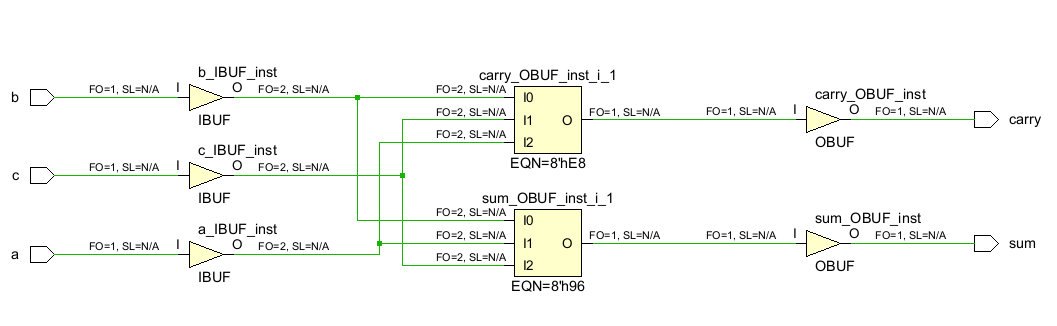 b_IBUF_inst
b FO=1, SL=N/A I O FO=2, SL=N/A
IBUF
carry_OBUF_inst_i_1
FO=2, SL=N/A I0
FO=2, SL=N/A I1 O FO=1, SL=N/A
FO=2, SL=N/A I2
EQN=8'hE8
carry_OBUF_inst
FO=1, SL=N/A I O FO=1, SL=N/A carry
OBUF
c_IBUF_inst
c FO=1, SL=N/A I O FO=2, SL=N/A
IBUF
sum_OBUF_inst_i_1
FO=2, SL=N/A I0
FO=2, SL=N/A I1 O FO=1, SL=N/A
FO=2, SL=N/A I2
EQN=8'h96
sum_OBUF_inst
FO=1, SL=N/A I O FO=1, SL=N/A sum
OBUF
a_IBUF_inst
a FO=1, SL=N/A I O FO=2, SL=N/A
IBUF